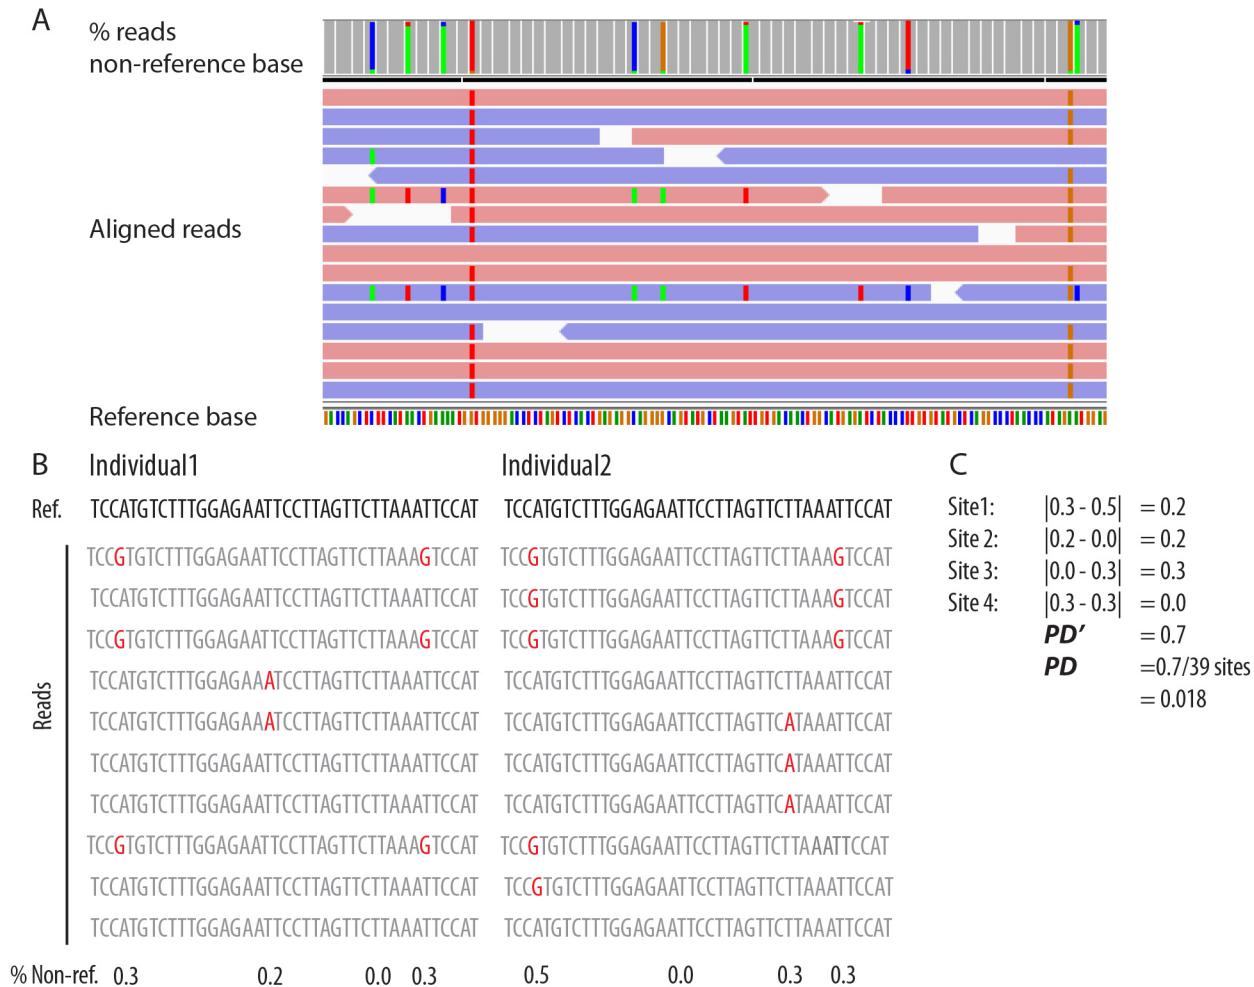 A
% reads
non-reference base
Aligned reads
Reference base
B Individual1 Individual2
Ref. TCCATGTCTTTGGAGAATTCCTTAGTTCTTAAATTCCAT TCCATGTCTTTGGAGAATTCCTTAGTTCTTAAATTCCAT
Reads
TCCGTGTCTTTGGAGAATTCCTTAGTTCTTAAAGTCCAT TCCGTGTCTTTGGAGAATTCCTTAGTTCTTAAAGTCCAT
TCCATGTCTTTGGAGAATTCCTTAGTTCTTAAATTCCAT TCCGTGTCTTTGGAGAATTCCTTAGTTCTTAAAGTCCAT
TCCGTGTCTTTGGAGAATTCCTTAGTTCTTAAAGTCCAT TCCGTGTCTTTGGAGAATTCCTTAGTTCTTAAAGTCCAT
TCCATGTCTTTGGAGAAATCCTTAGTTCTTAAATTCCAT TCCATGTCTTTGGAGAATTCCTTAGTTCTTAAATTCCAT
TCCATGTCTTTGGAGAAATCCTTAGTTCTTAAATTCCAT TCCATGTCTTTGGAGAATTCCTTAGTTCATAAATTCCAT
TCCATGTCTTTGGAGAATTCCTTAGTTCTTAAATTCCAT TCCATGTCTTTGGAGAATTCCTTAGTTCATAAATTCCAT
TCCATGTCTTTGGAGAATTCCTTAGTTCTTAAATTCCAT TCCATGTCTTTGGAGAATTCCTTAGTTCATAAATTCCAT
TCCGTGTCTTTGGAGAATTCCTTAGTTCTTAAAGTCCAT TCCGTGTCTTTGGAGAATTCCTTAGTTCTTAAATTCCAT
TCCATGTCTTTGGAGAATTCCTTAGTTCTTAAATTCCAT TCCGTGTCTTTGGAGAATTCCTTAGTTCTTAAATTCCAT
TCCATGTCTTTGGAGAATTCCTTAGTTCTTAAATTCCAT TCCATGTCTTTGGAGAATTCCTTAGTTCTTAAATTCCAT
% Non-ref. 0.3 0.2 0.0 0.3 0.5 0.0 0.3 0.3
C
Site1: |0.3 - 0.5| = 0.2
Site 2: |0.2 - 0.0| = 0.2
Site 3: |0.0 - 0.3| = 0.3
Site 4: |0.3 - 0.3| = 0.0
PD′ = 0.7
PD =0.7/39 sites
= 0.018